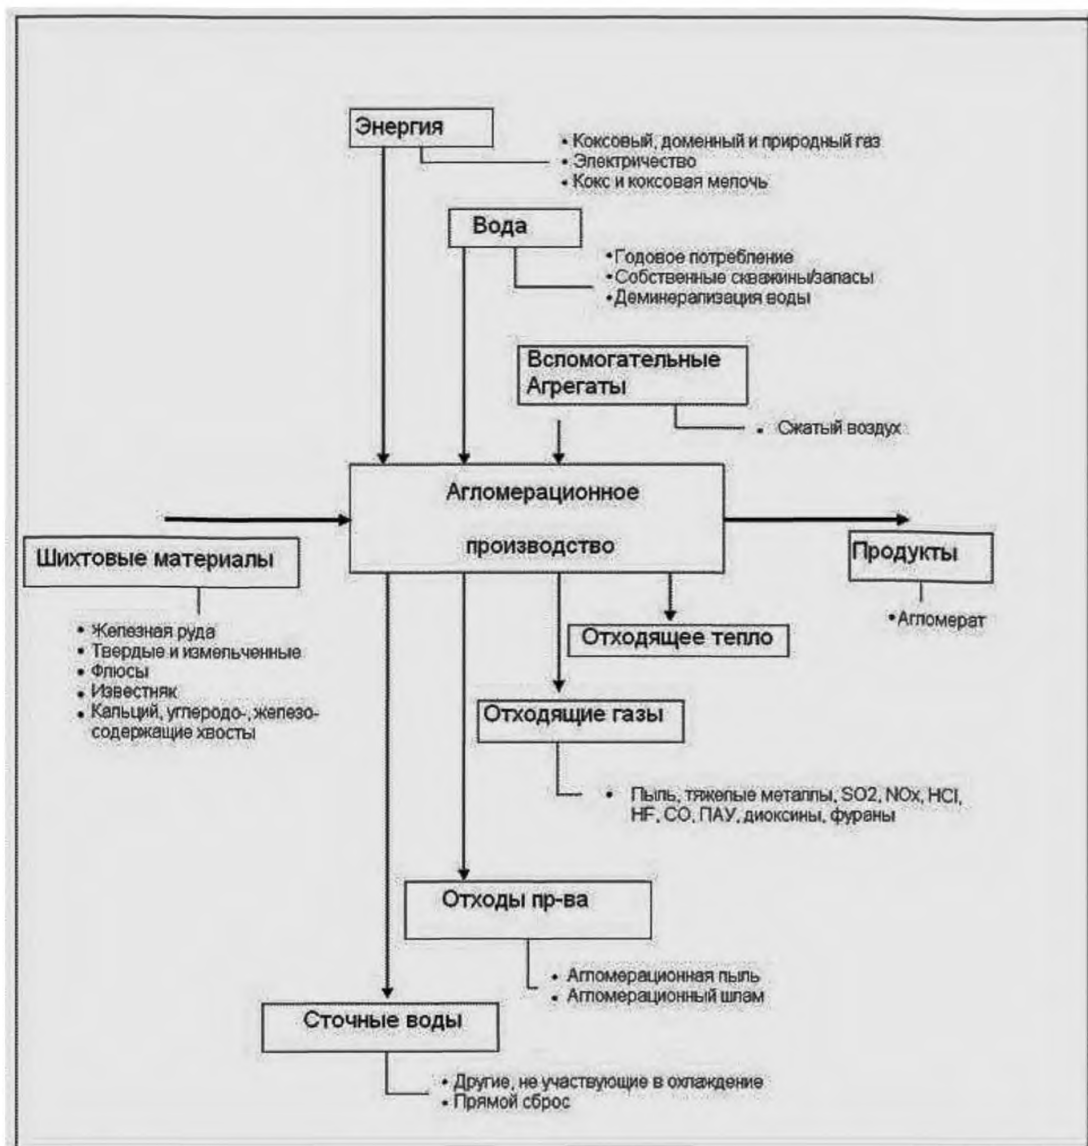 Энергия
• Коксовый, доменный и природный газ
• Электричество
• Кокс и коксовая мелочь
Вода
• Годовое потребление
• Собственные скважины/запасы
• Деминерализация воды
Вспомогательные
Агрегаты
• Сжатый воздух
Агломерационное
производство
Шихтовые материалы
• Железная руда
• Твердые и измельченные
• Флюсы
• Известняк
• Кальций, углеродо-, железо-
содержащие хвосты
Продукты
• Агломерат
Отходящее тепло
Отходящие газы
• Пыль, тяжелые металлы, SO2, NOx, HCl,
HF, CO, ПАУ, диоксины, фураны
Отходы пр-ва
• Агломерационная пыль
• Агломерационный шлам
Сточные воды
• Другие, не участвующие в охлаждение
• Прямой сброс